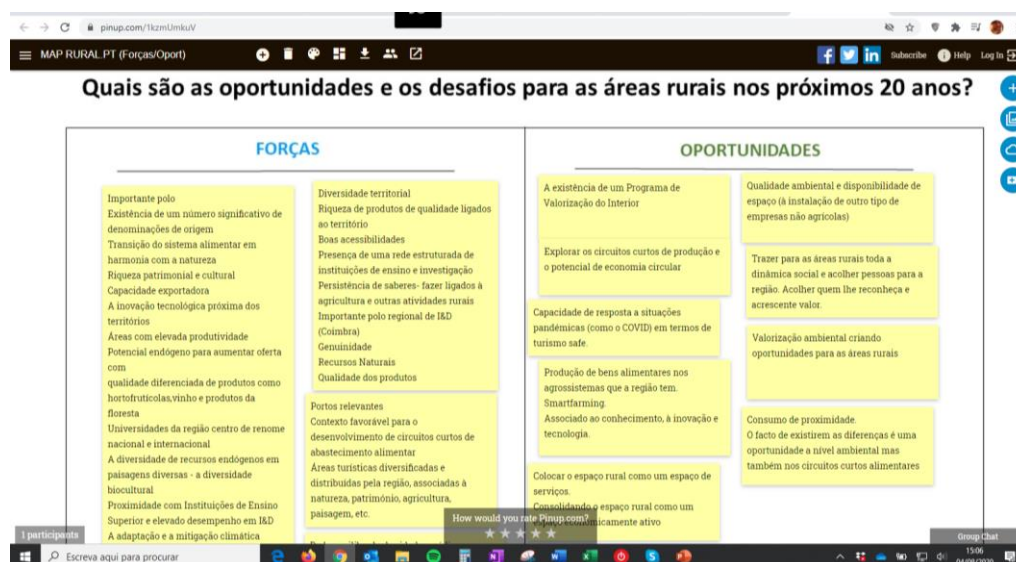 pinup.com/1kzmUmkuV
MAP RURAL.PT (Forças/Oport)
Subscribe
Help
Log In
Quais são as oportunidades e os desafios para as áreas rurais nos próximos 20 anos?
FORÇAS
Importante polo
Existência de um número significativo de
denominações de origem
Transição do sistema alimentar em
harmonia com a natureza
Riqueza patrimonial e cultural
Capacidade exportadora
A inovação tecnológica próxima dos
territórios
Áreas com elevada produtividade
Potencial endógeno para aumentar oferta
com
qualidade diferenciada de produtos como
hortofrutícolas,vinho e produtos da
floresta
Universidades da região centro de renome
nacional e internacional
A diversidade de recursos endógenos em
paisagens diversas - a diversidade
biocultural
Proximidade com Instituições de Ensino
Superior e elevado desempenho em I&D
A adaptação e a mitigação climática
Diversidade territorial
Riqueza de produtos de qualidade ligados
ao território
Boas acessibilidades
Presença de uma rede estruturada de
instituições de ensino e investigação
Persistência de saberes- fazer ligados à
agricultura e outras atividades rurais
Importante polo regional de I&D
(Coimbra)
Genuinidade
Recursos Naturais
Qualidade dos produtos
Portos relevantes
Contexto favorável para o
desenvolvimento de circuitos curtos de
abastecimento alimentar
Áreas turísticas diversificadas e
distribuídas pela região, associadas à
natureza, património, agricultura,
paisagem, etc.
OPORTUNIDADES
A existência de um Programa de
Valorização do Interior
Explorar os circuitos curtos de produção e
o potencial de economia circular
Capacidade de resposta a situações
pandémicas (como o COVID) em termos de
turismo safe.
Produção de bens alimentares nos
agrossistemas que a região tem.
Smartfarming.
Associado ao conhecimento, à inovação e
tecnologia.
Colocar o espaço rural como um espaço de
serviços.
Consolidando o espaço rural como um
espaço economicamente ativo
Qualidade ambiental e disponibilidade de
espaço (à instalação de outro tipo de
empresas não agrícolas)
Trazer para as áreas rurais toda a
dinâmica social e acolher pessoas para a
região. Acolher quem lhe reconheça e
acrescente valor.
Valorização ambiental criando
oportunidades para as áreas rurais
Consumo de proximidade.
O facto de existirem as diferenças é uma
oportunidade a nível ambiental mas
também nos circuitos curtos alimentares
How would you rate Pinup.com?
1 participants
Group Chat
Escreva aqui para procurar
15:06
04/08/2020